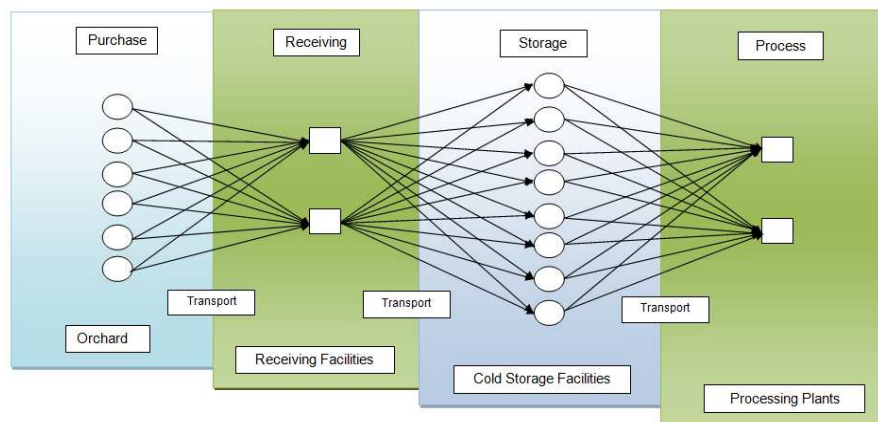 Purchase
Receiving
Storage
Process
Transport
Transport
Transport
Orchard
Receiving Facilities
Cold Storage Facilities
Processing Plants